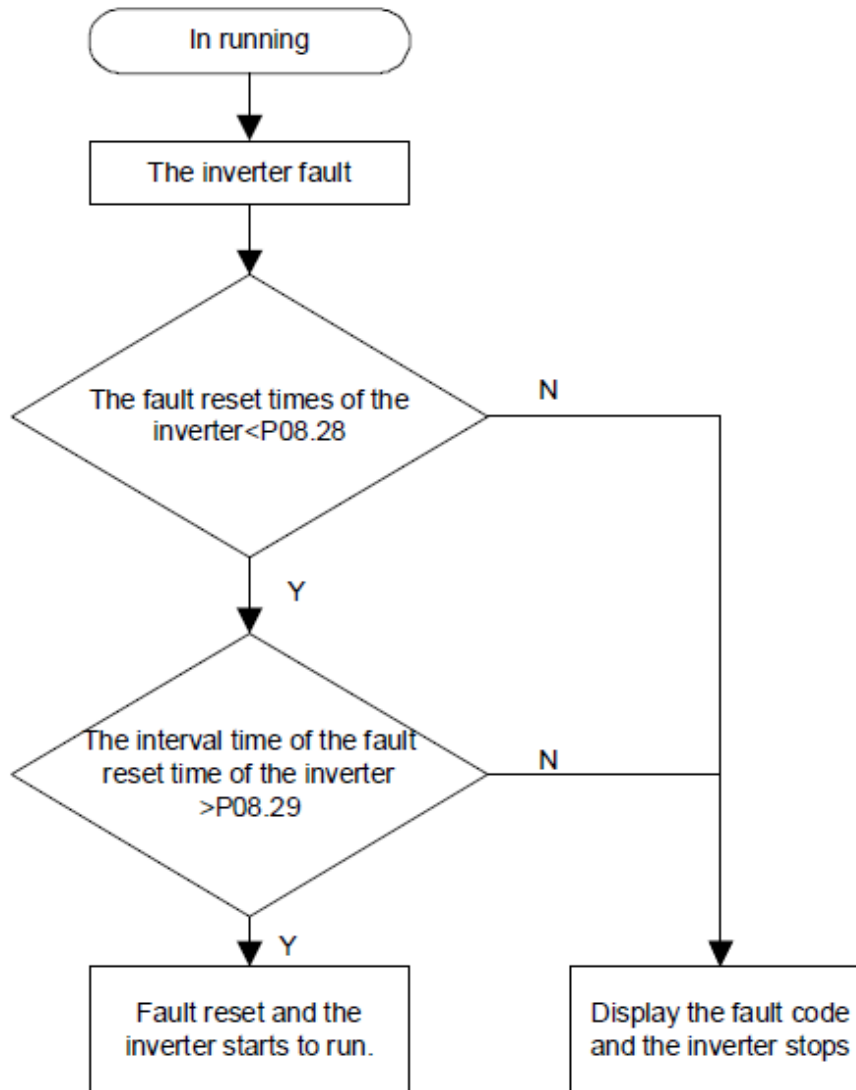 In running
The inverter fault
The fault reset times of the
inverter<P08.28
N
Y
The interval time of the fault
reset time of the inverter
>P08.29
N
Y
Fault reset and the
inverter starts to run.
Display the fault code
and the inverter stops